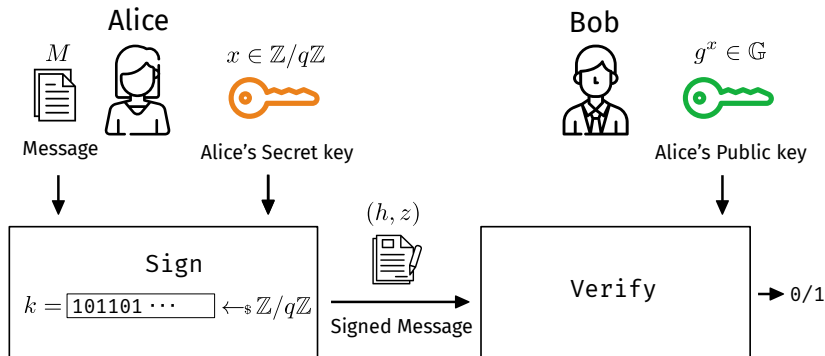 Alice
Bob
M
x ∈ ℤ/qℤ
g^x ∈ 𝔾
Message
Alice's Secret key
Alice's Public key
(h, z)
Sign
Verify
0/1
k = 101101 ··· ←$ ℤ/qℤ
Signed Message